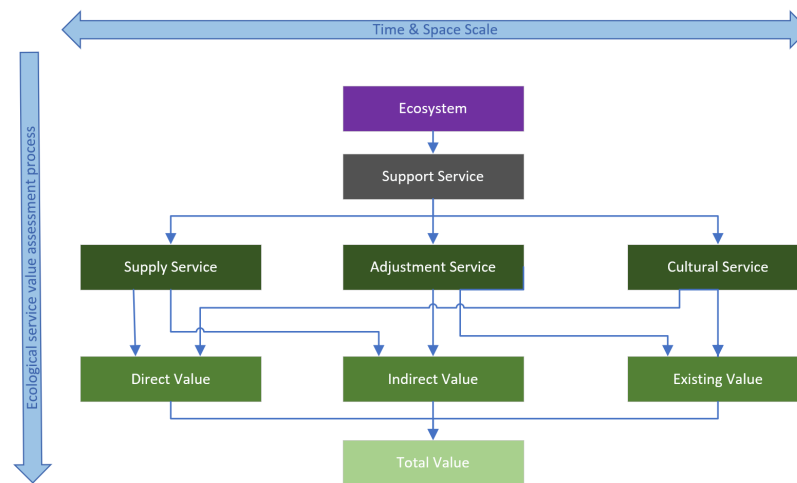 Time & Space Scale
Ecological service value assessment process
Ecosystem
Support Service
Supply Service
Adjustment Service
Cultural Service
Direct Value
Indirect Value
Existing Value
Total Value